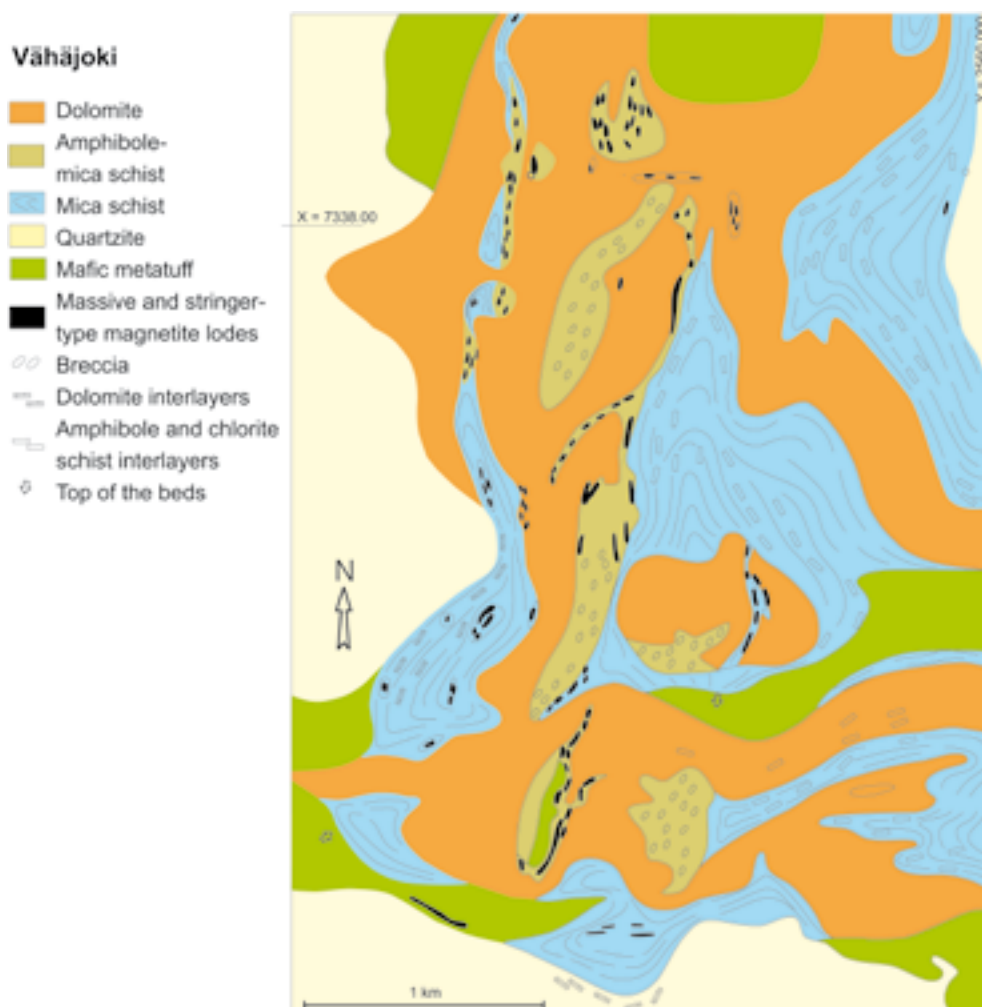 Vähäjoki
Dolomite
Amphibole-
mica schist
Mica schist
Quartzite
Mafic metatuff
Massive and stringer-
type magnetite lodes
Breccia
Dolomite interlayers
Amphibole and chlorite
schist interlayers
Top of the beds
X = 7338.00
N
1 km